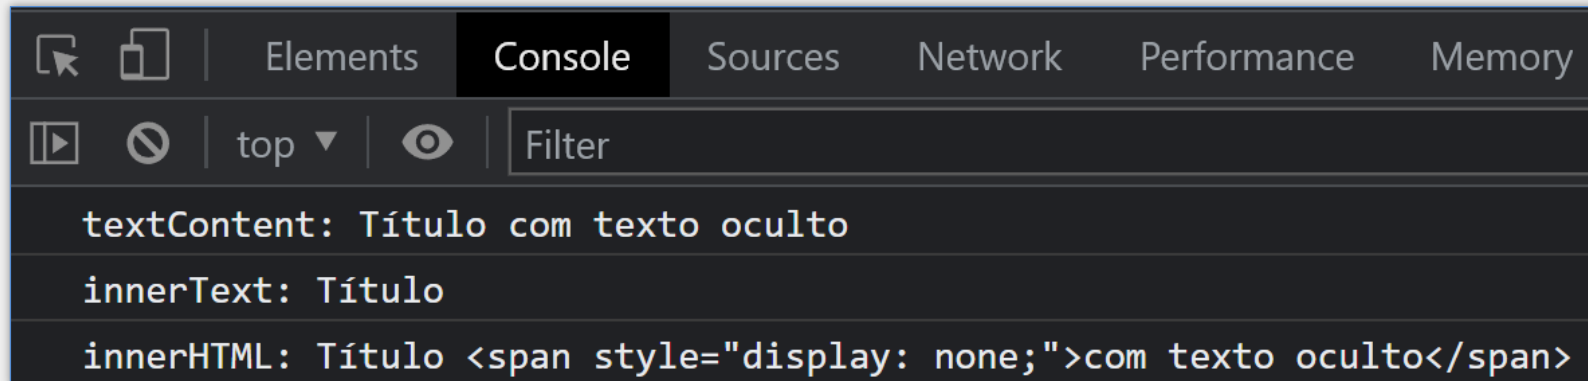 Elements Console Sources Network Performance Memory
top Filter
textContent: Título com texto oculto
innerText: Título
innerHTML: Título <span style="display: none;">com texto oculto</span>